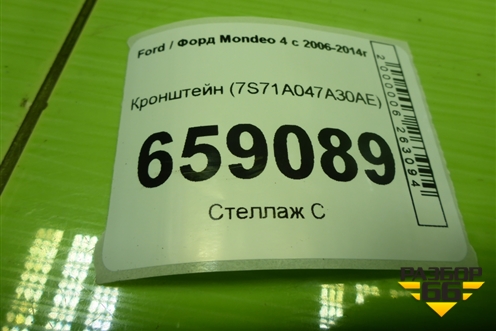 Ford / Форд Mondeo 4 с 2006-2014г
Кронштейн (7S71A047A30AE)
659089
Стеллаж С
2000006263094
РАЗБОР
66